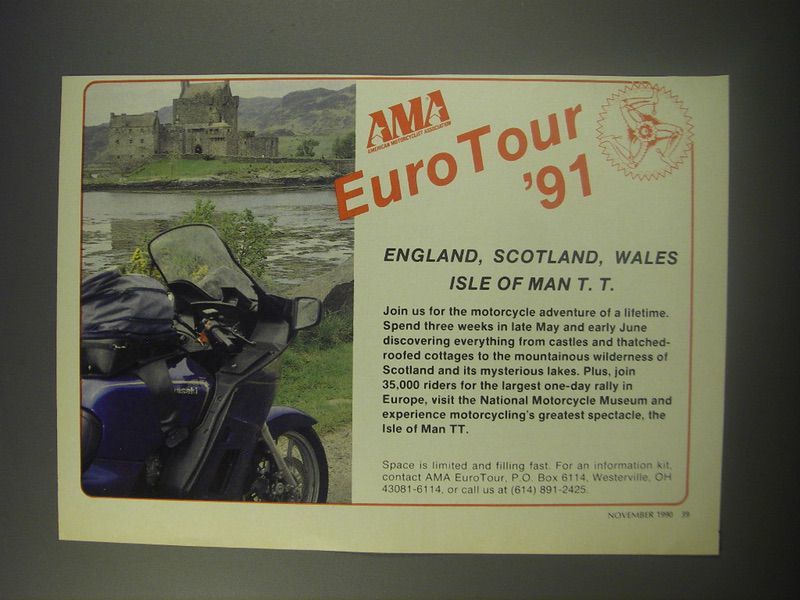 AMA
AMERICAN MOTORCYCLIST ASSOCIATION
EuroTour
'91
ENGLAND, SCOTLAND, WALES
ISLE OF MAN T. T.
Join us for the motorcycle adventure of a lifetime.
Spend three weeks in late May and early June
discovering everything from castles and thatched-
roofed cottages to the mountainous wilderness of
Scotland and its mysterious lakes. Plus, join
35,000 riders for the largest one-day rally in
Europe, visit the National Motorcycle Museum and
experience motorcycling's greatest spectacle, the
Isle of Man TT.
Space is limited and filling fast. For an information kit,
contact AMA EuroTour, P.O. Box 6114, Westerville, OH
43081-6114, or call us at (614) 891-2425.
NOVEMBER 1990 39